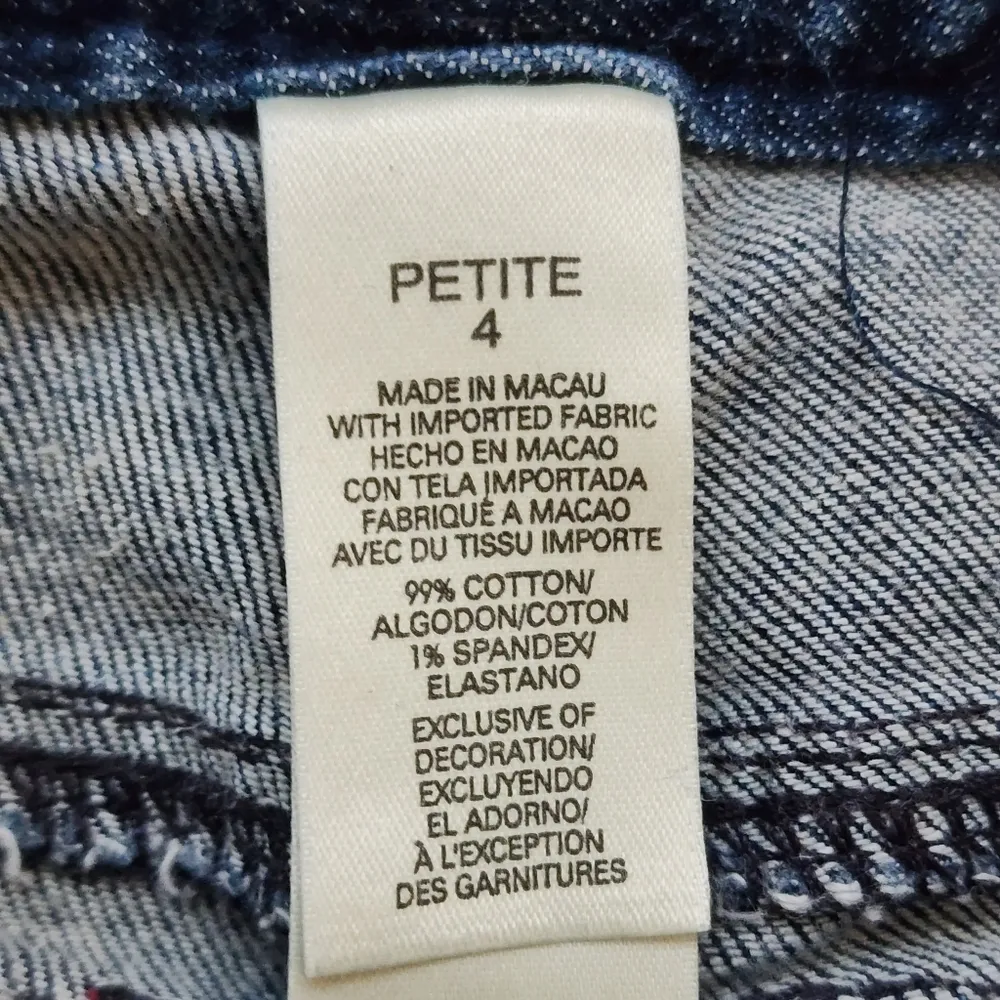 PETITE
4
MADE IN MACAU
WITH IMPORTED FABRIC
HECHO EN MACAO
CON TELA IMPORTADA
FABRIQUÉ A MACAO
AVEC DU TISSU IMPORTE
99% COTTON/
ALGODON/COTON
1% SPANDEX/
ELASTANO
EXCLUSIVE OF
DECORATION/
EXCLUYENDO
EL ADORNO/
À L'EXCEPTION
DES GARNITURES